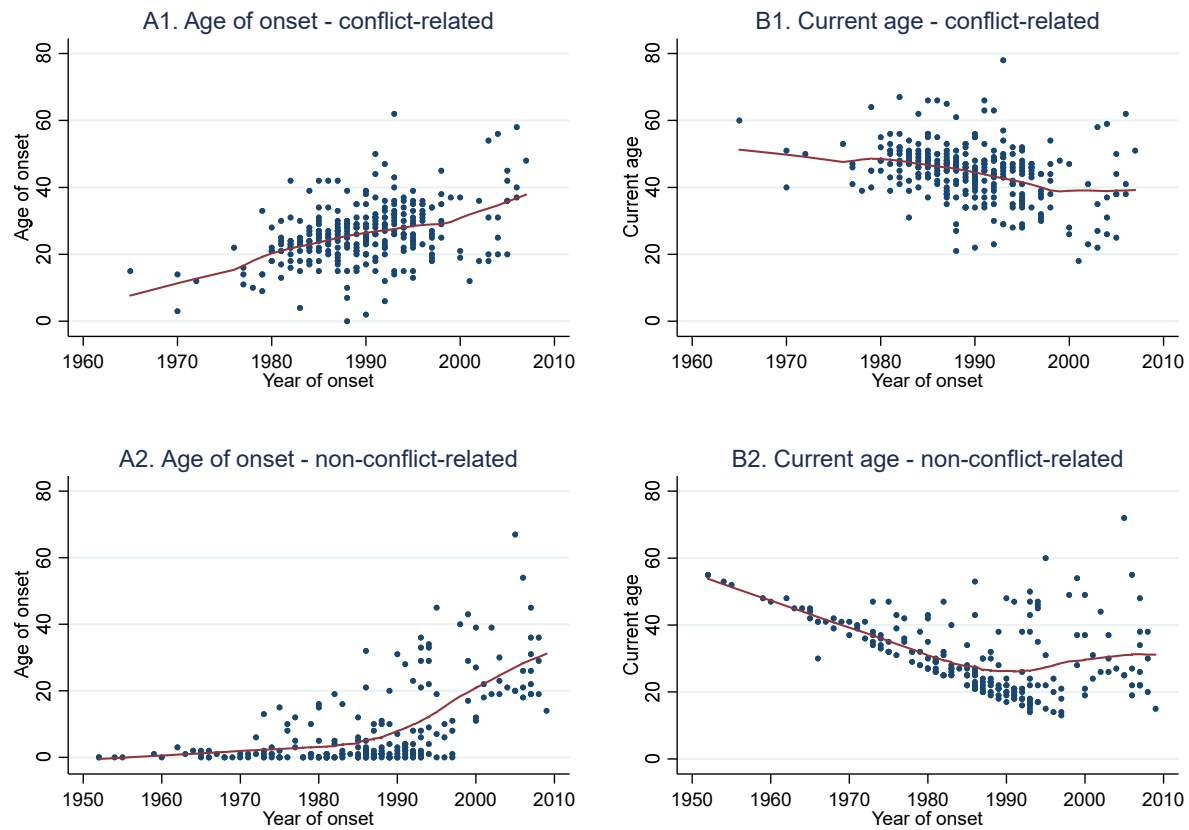 A1. Age of onset - conflict-related
Age of onset
80
60
40
20
0
1960 1970 1980 1990 2000 2010
Year of onset
B1. Current age - conflict-related
Current age
80
60
40
20
0
1960 1970 1980 1990 2000 2010
Year of onset
A2. Age of onset - non-conflict-related
Age of onset
80
60
40
20
0
1950 1960 1970 1980 1990 2000 2010
Year of onset
B2. Current age - non-conflict-related
Current age
80
60
40
20
0
1950 1960 1970 1980 1990 2000 2010
Year of onset